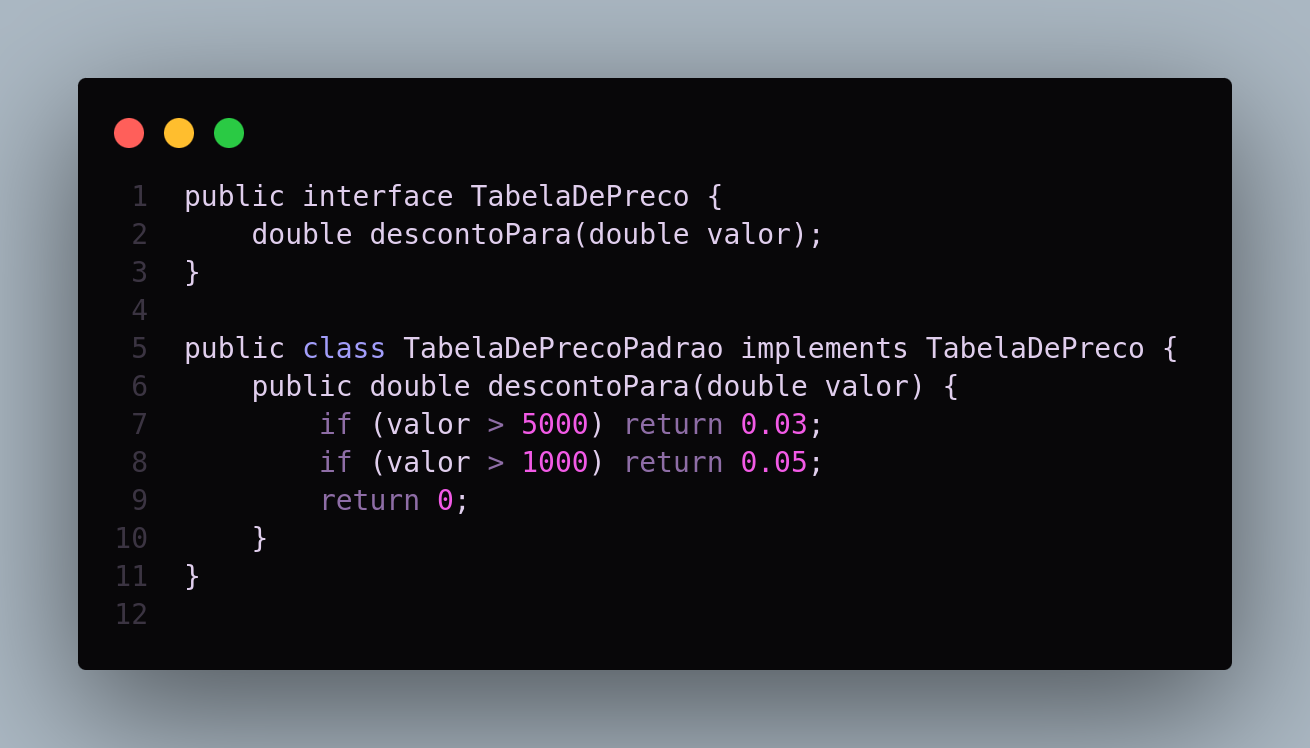 1 public interface TabelaDePreco {
2     double descontoPara(double valor);
3 }
4
5 public class TabelaDePrecoPadrao implements TabelaDePreco {
6     public double descontoPara(double valor) {
7         if (valor > 5000) return 0.03;
8         if (valor > 1000) return 0.05;
9         return 0;
10     }
11 }
12